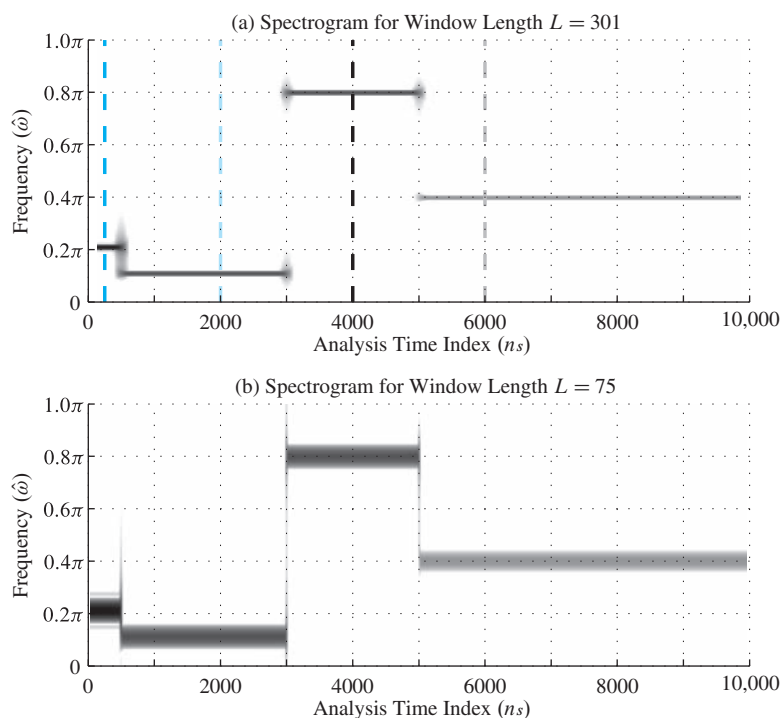 (a) Spectrogram for Window Length L = 301
Frequency (ω̂)
1.0π
0.8π
0.6π
0.4π
0.2π
0
0 2000 4000 6000 8000 10,000
Analysis Time Index (ns)
(b) Spectrogram for Window Length L = 75
Frequency (ω̂)
1.0π
0.8π
0.6π
0.4π
0.2π
0
0 2000 4000 6000 8000 10,000
Analysis Time Index (ns)